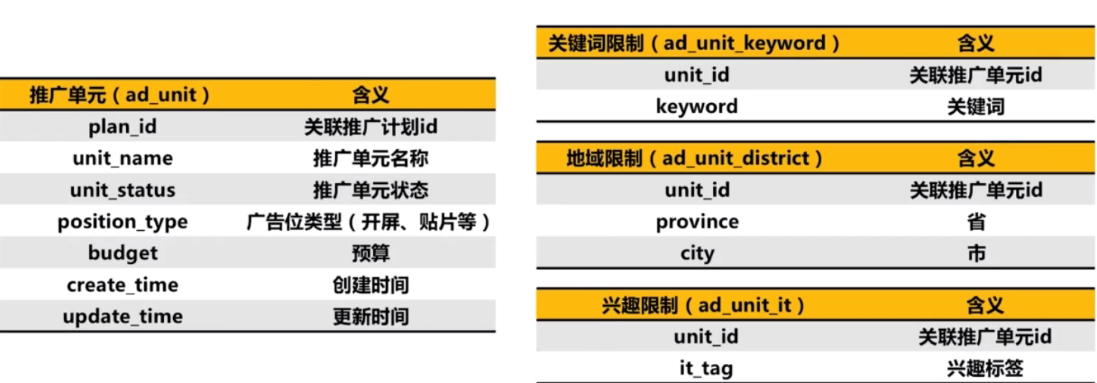 推广单元（ad_unit） 含义
plan_id 关联推广计划id
unit_name 推广单元名称
unit_status 推广单元状态
position_type 广告位类型（开屏、贴片等）
budget 预算
create_time 创建时间
update_time 更新时间
关键词限制（ad_unit_keyword） 含义
unit_id 关联推广单元id
keyword 关键词
地域限制（ad_unit_district） 含义
unit_id 关联推广单元id
province 省
city 市
兴趣限制（ad_unit_it） 含义
unit_id 关联推广单元id
it_tag 兴趣标签